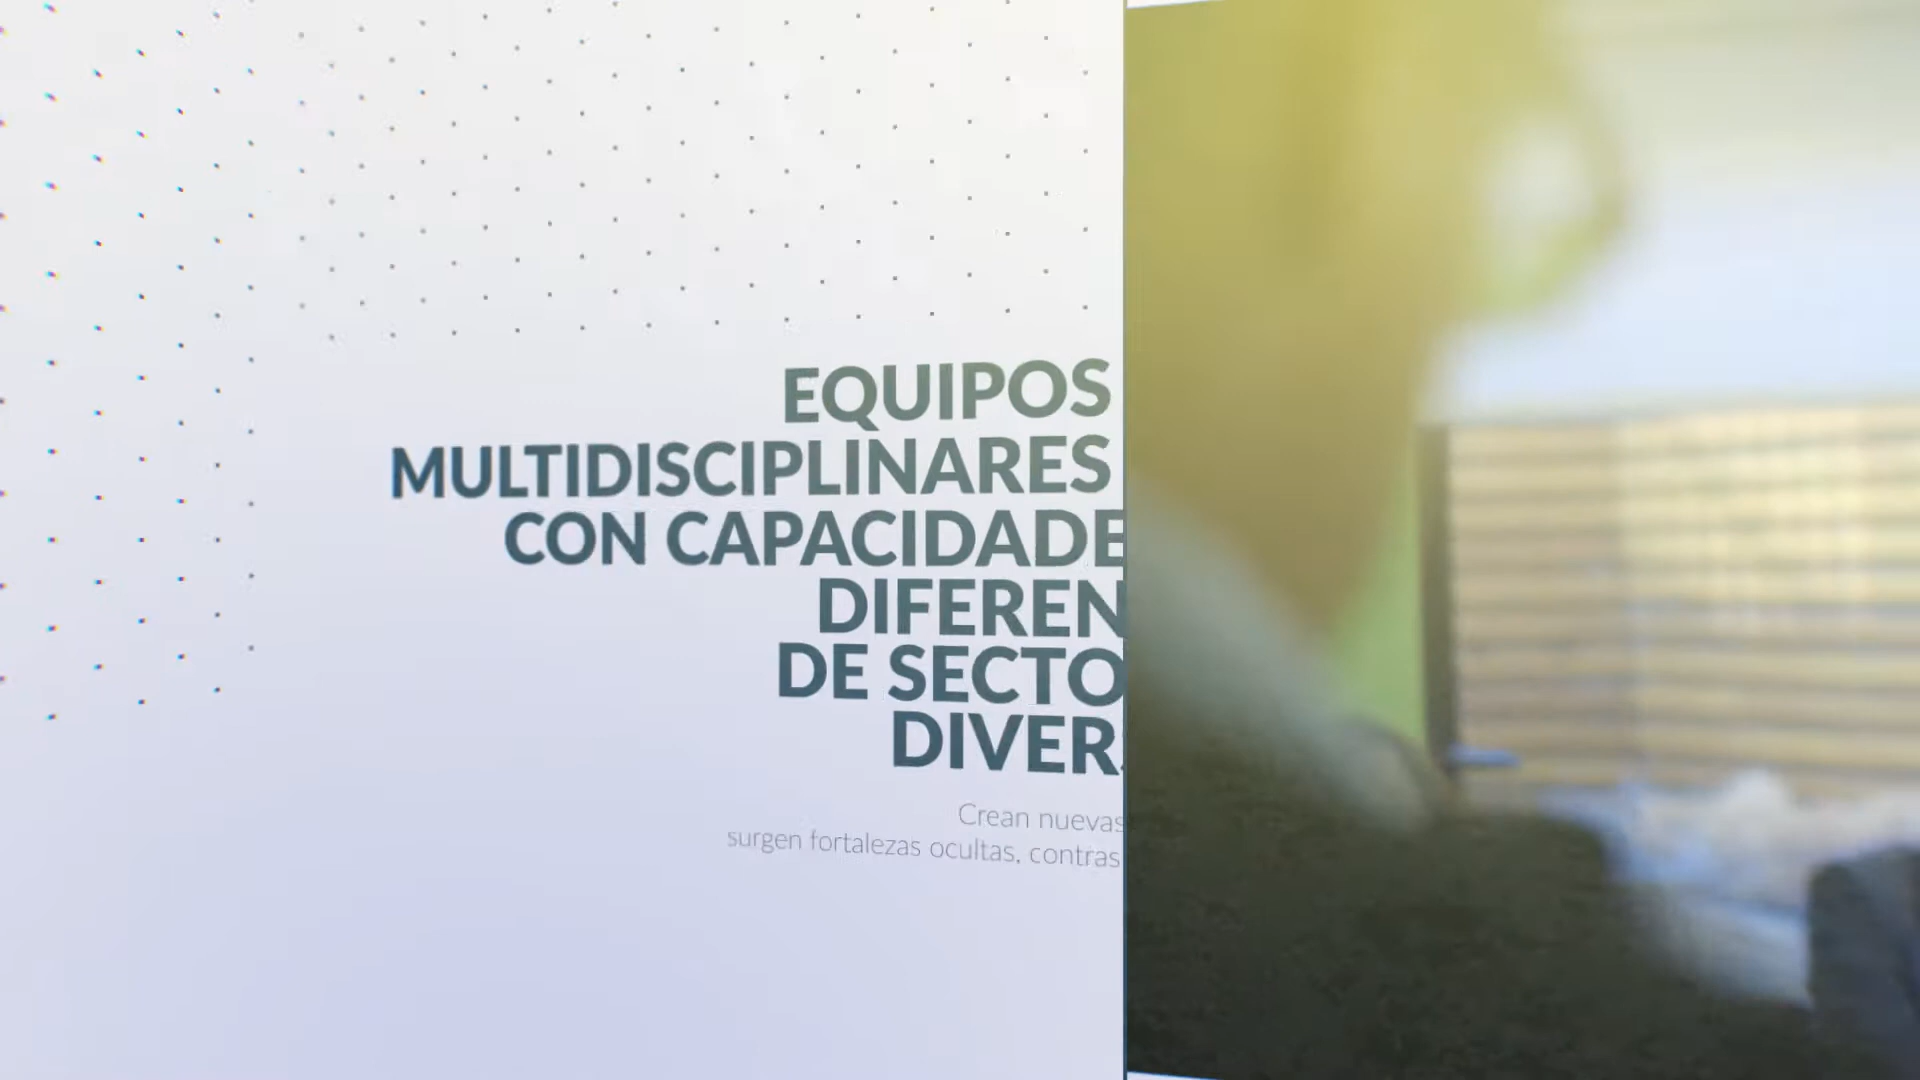 EQUIPOS
MULTIDISCIPLINARES
CON CAPACIDADE
DIFEREN
DE SECTO
DIVER
Crean nuevas
surgen fortalezas ocultas, contras